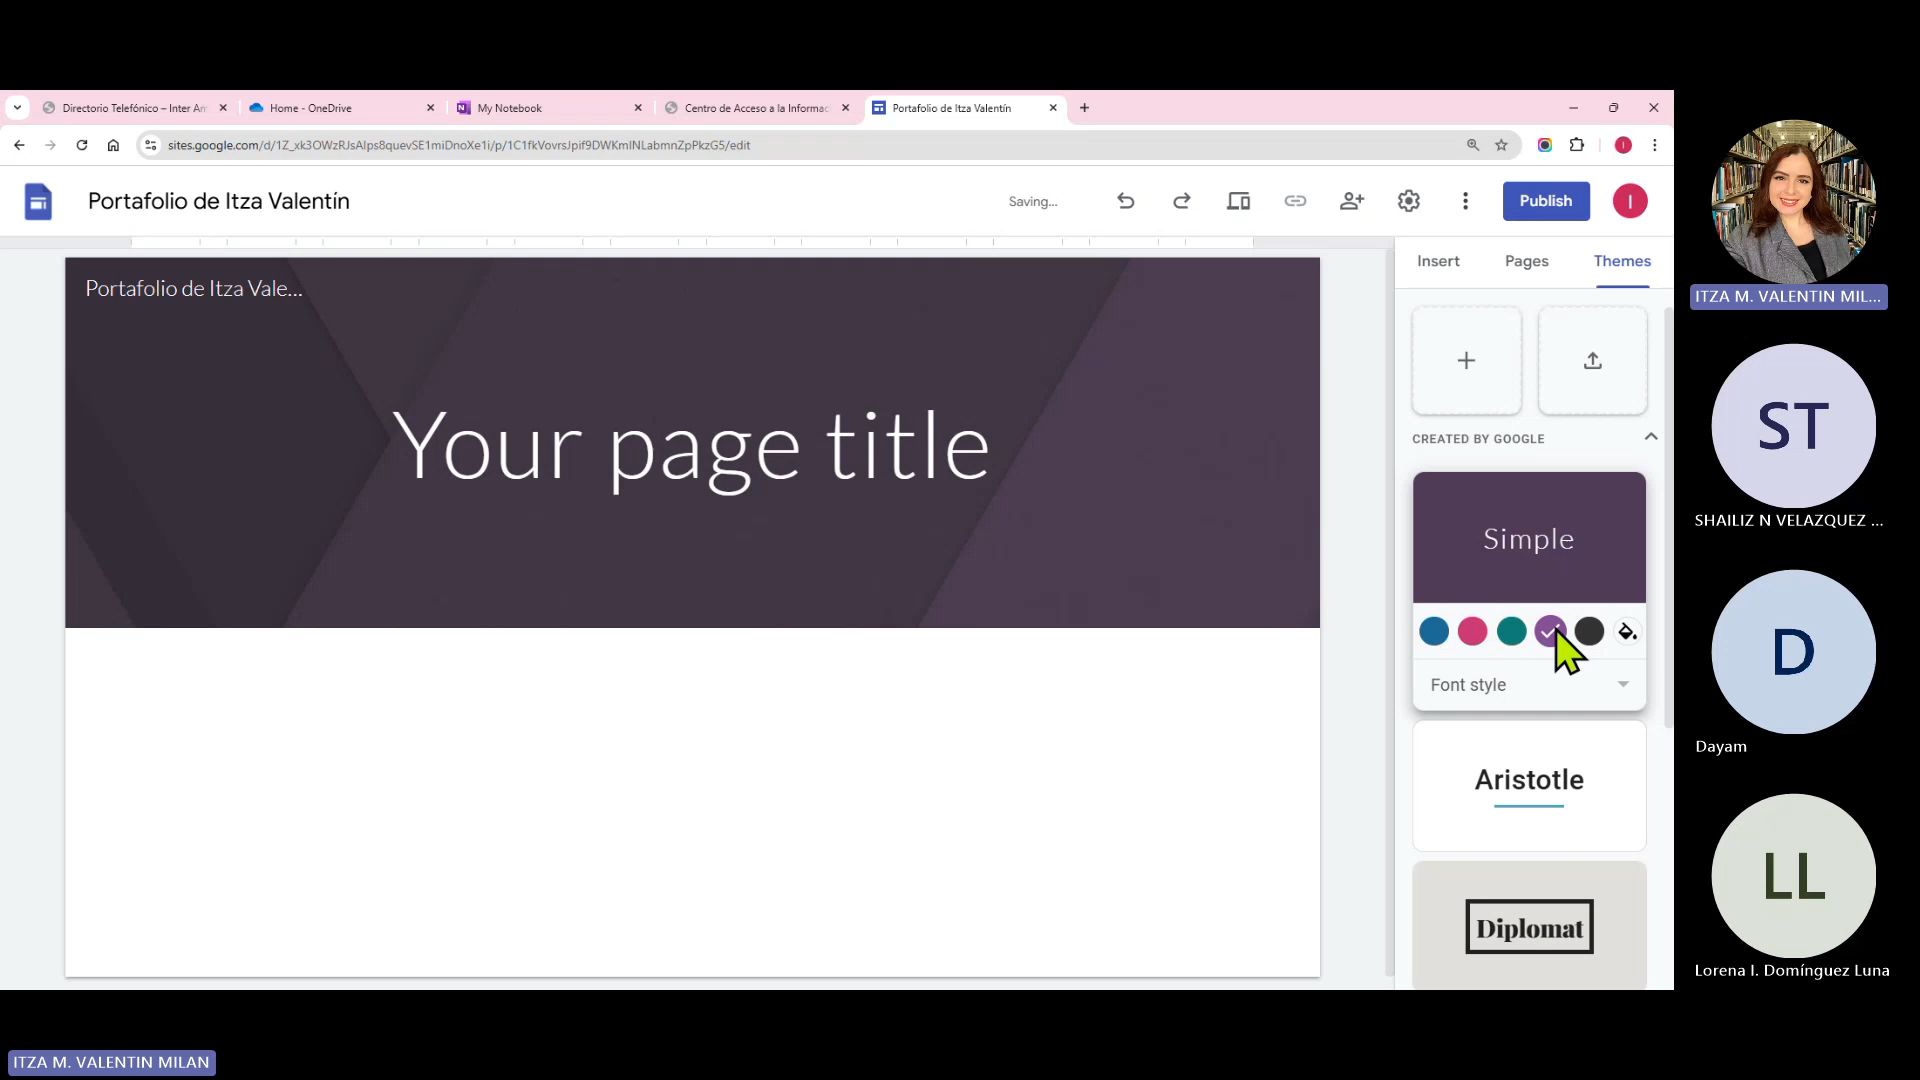 Directorio Telefónico – Inter Am
Home - OneDrive
My Notebook
Centro de Acceso a la Informac
Portafolio de Itza Valentín
sites.google.com/d/1Z_xk3OWzRJsAlps8quevSE1miDnoXe1i/p/1C1fkVovrsJpif9DWKmINLabmnZpPkzG5/edit
Portafolio de Itza Valentín
Saving...
Publish
I
Insert
Pages
Themes
Portafolio de Itza Vale...
Your page title
CREATED BY GOOGLE
Simple
Font style
Aristotle
Diplomat
ITZA M. VALENTIN MIL...
ST
SHAILIZ N VELAZQUEZ ...
D
Dayam
LL
Lorena I. Domínguez Luna
ITZA M. VALENTIN MILAN